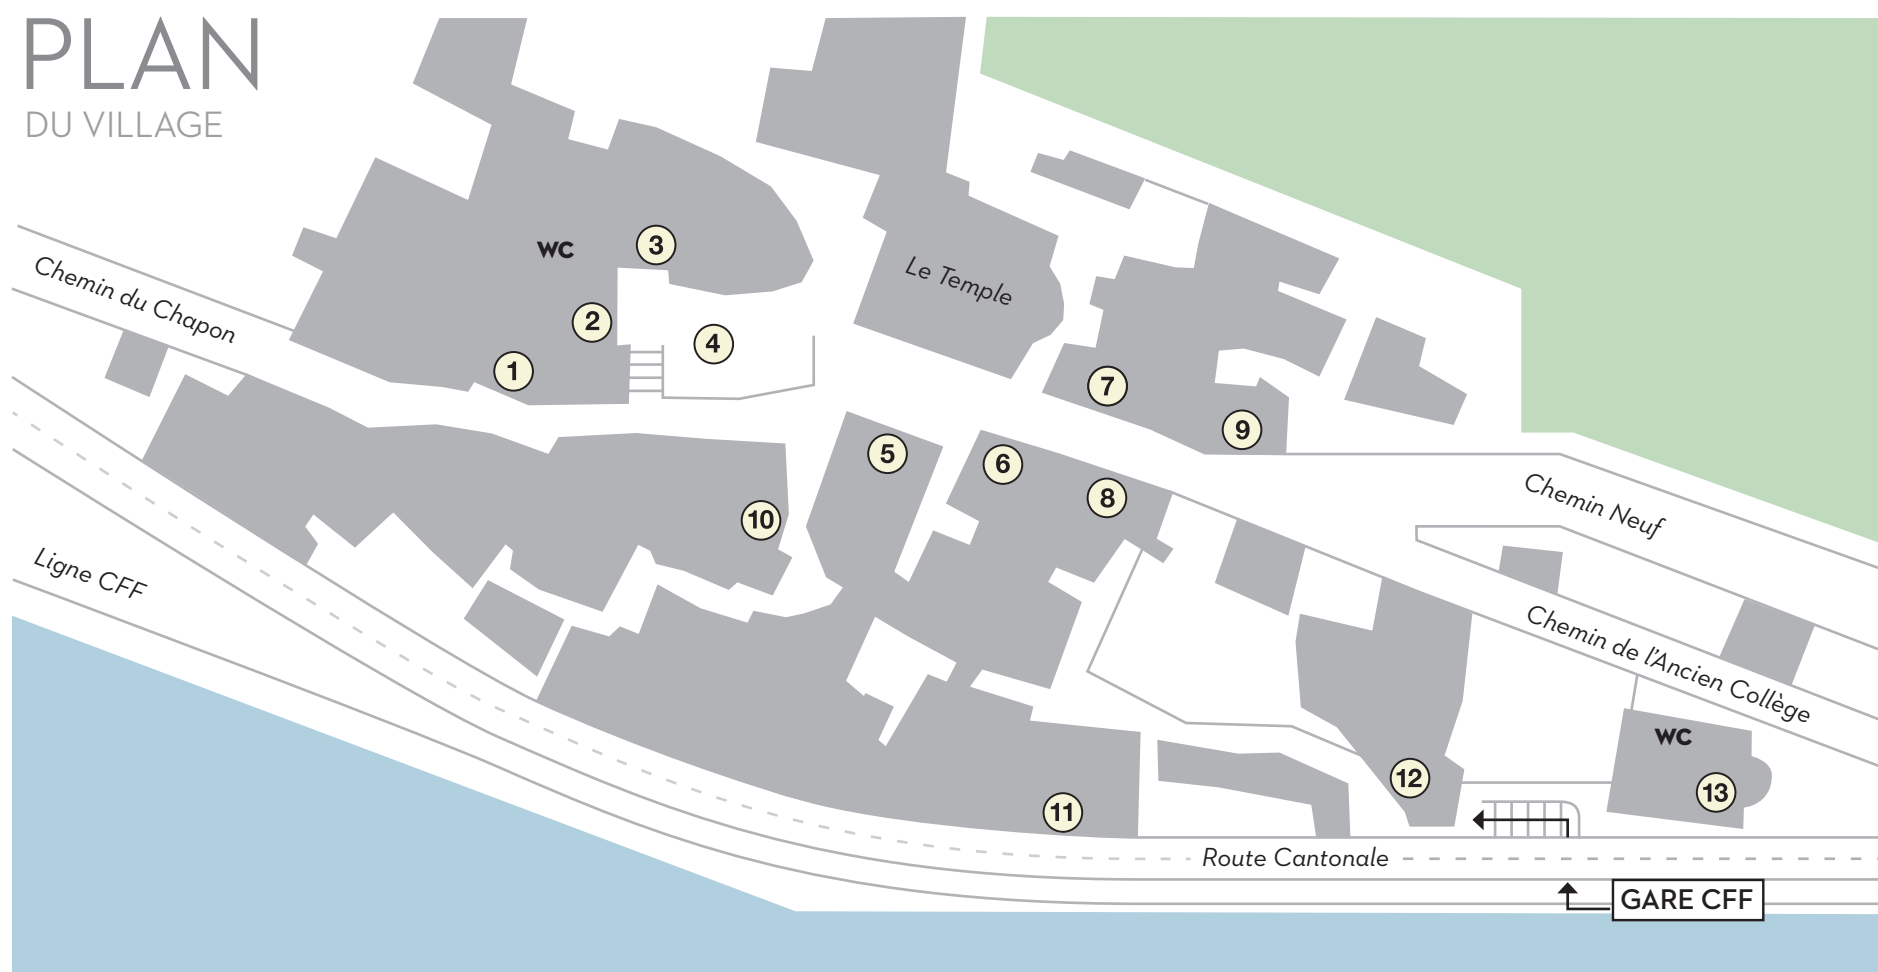 PLAN
DU VILLAGE
Chemin du Chapon
WC
3
2
4
1
Le Temple
7
9
5
6
8
10
Chemin Neuf
Ligne CFF
Chemin de l'Ancien Collège
WC
12
13
11
Route Cantonale
GARE CFF